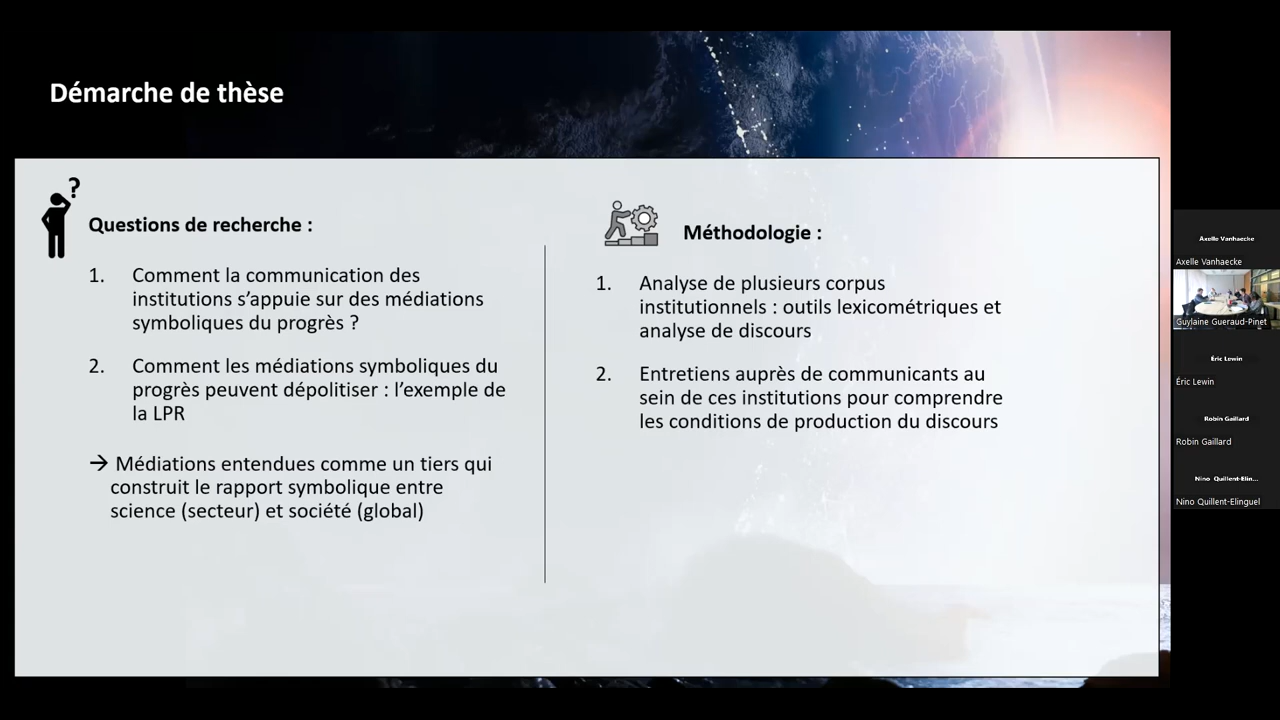 Démarche de thèse
?
Questions de recherche :
1. Comment la communication des
institutions s’appuie sur des médiations
symboliques du progrès ?
2. Comment les médiations symboliques du
progrès peuvent dépolitiser : l’exemple de
la LPR
→ Médiations entendues comme un tiers qui
construit le rapport symbolique entre
science (secteur) et société (global)
Méthodologie :
1. Analyse de plusieurs corpus
institutionnels : outils lexicométriques et
analyse de discours
2. Entretiens auprès de communicants au
sein de ces institutions pour comprendre
les conditions de production du discours
Axelle Vanhaecke
Axelle Vanhaecke
Guylaine Gueraud-Pinet
Éric Lewin
Éric Lewin
Robin Gaillard
Robin Gaillard
Nino Quillent-Elin...
Nino Quillent-Elinguel